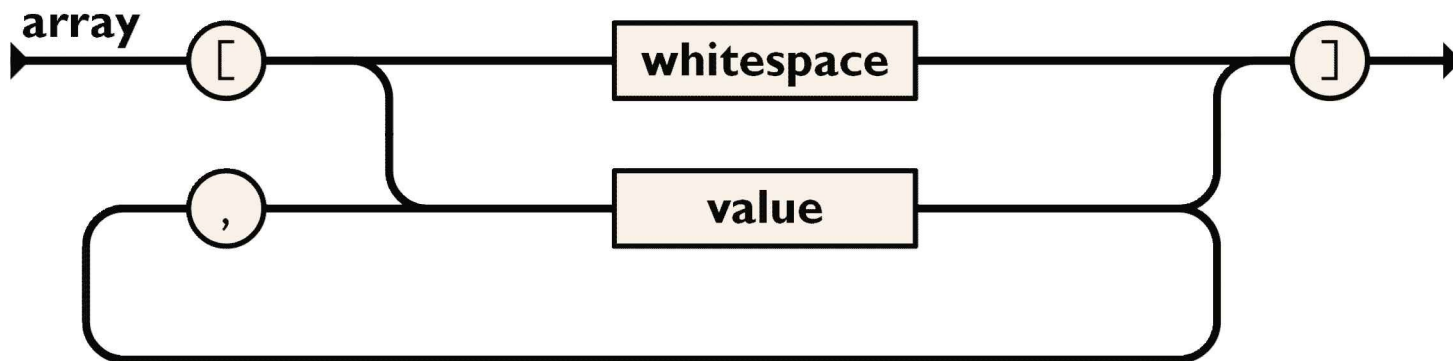 array
[ whitespace ]
, value